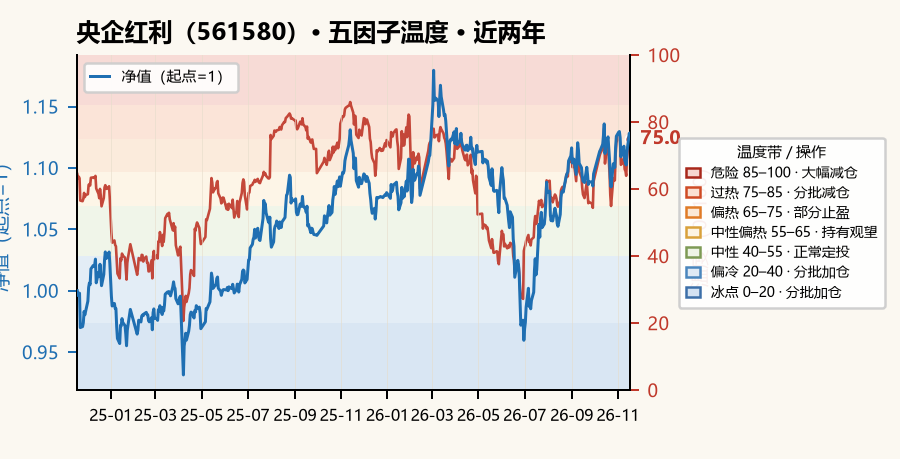 央企红利（561580）· 五因子温度 · 近两年
净值（起点=1）
净值（起点=1）
1.15
1.10
1.05
1.00
0.95
100
80
75.0
60
40
20
0
25-01 25-03 25-05 25-07 25-09 25-11 26-01 26-03 26-05 26-07 26-09 26-11
温度带 / 操作
危险 85–100 · 大幅减仓
过热 75–85 · 分批减仓
偏热 65–75 · 部分止盈
中性偏热 55–65 · 持有观望
中性 40–55 · 正常定投
偏冷 20–40 · 分批加仓
冰点 0–20 · 分批加仓